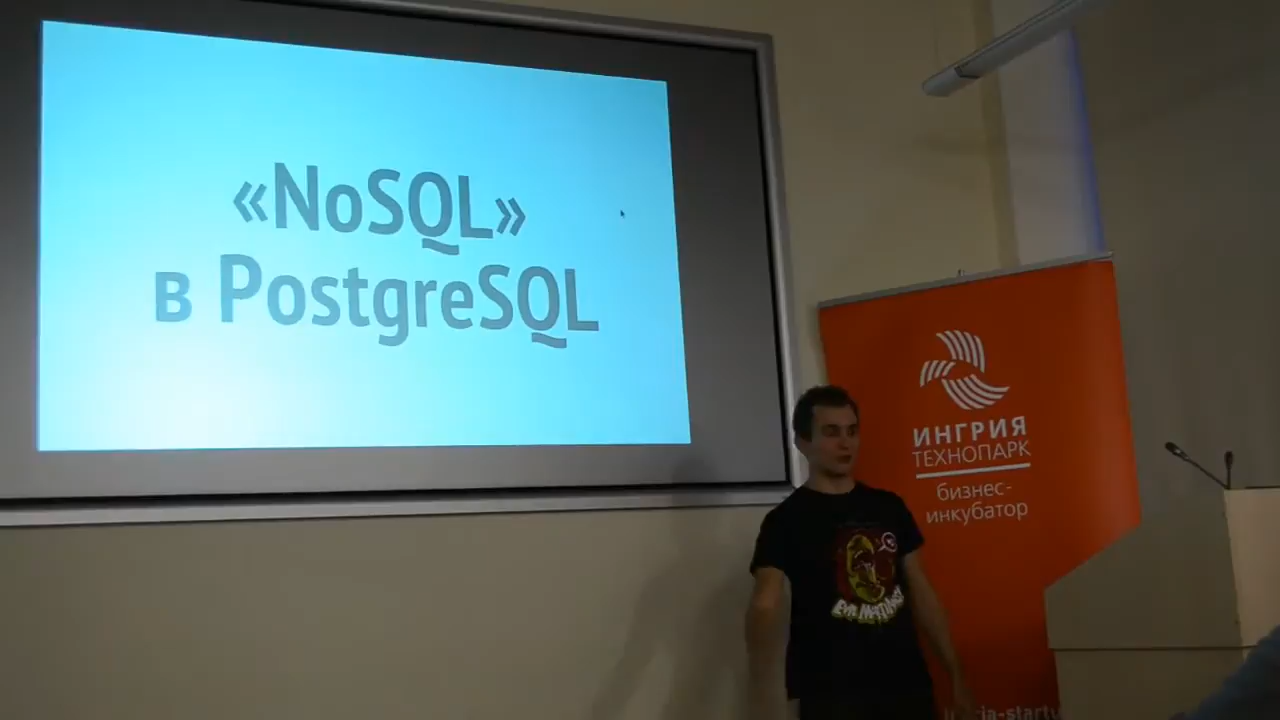 «NoSQL»
в PostgreSQL
ИНГРИЯ
ТЕХНОПАРК
бизнес-
инкубатор